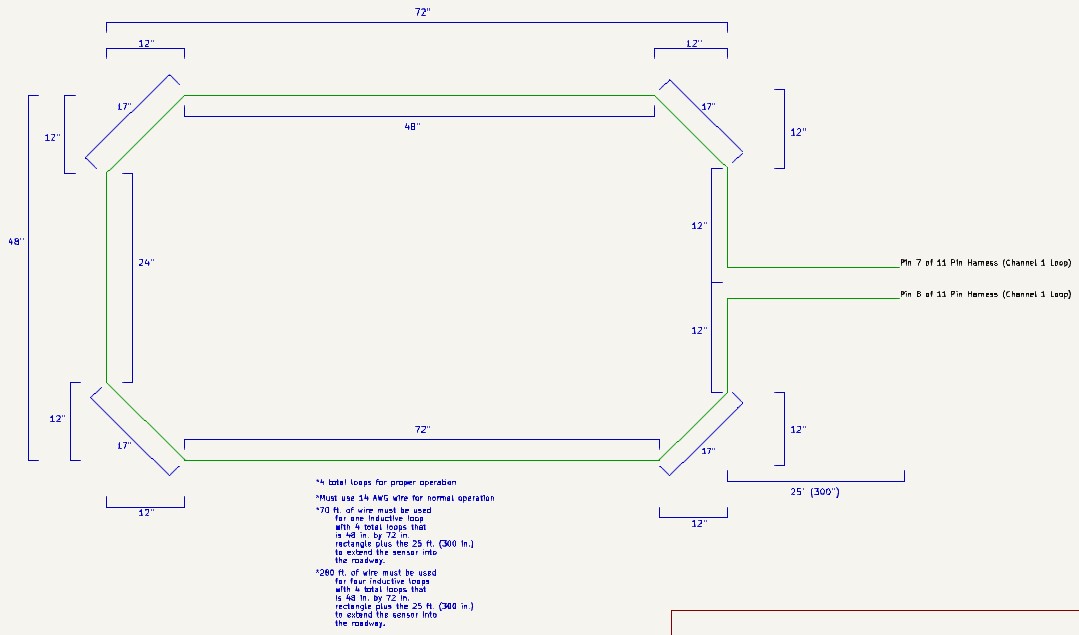 72"
12"
12"
17"
17"
12"
48"
12"
12"
48"
24"
Pin 7 of 11 Pin Harness (Channel 1 Loop)
Pin 8 of 11 Pin Harness (Channel 1 Loop)
12"
12"
72"
12"
17"
17"
12"
25' (300")
12"
12"
*4 total loops for proper operation
*Must use 14 AWG wire for normal operation
*70 ft. of wire must be used
for one inductive loop
with 4 total loops that
is 48 in. by 72 in.
rectangle plus the 25 ft. (300 in.)
to extend the sensor into
the roadway.
*280 ft. of wire must be used
for four inductive loops
with 4 total loops that
is 48 in. by 72 in.
rectangle plus the 25 ft. (300 in.)
to extend the sensor into
the roadway.